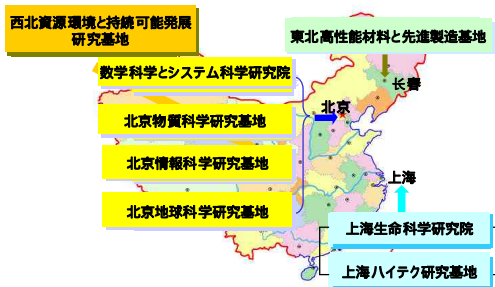 西北資源環境と持続可能発展
研究基地
東北高性能材料と先進製造基地
数学科学とシステム科学研究院
长春
北京
北京物質科学研究基地
北京情報科学研究基地
上海
北京地球科学研究基地
上海生命科学研究院
上海ハイテク研究基地